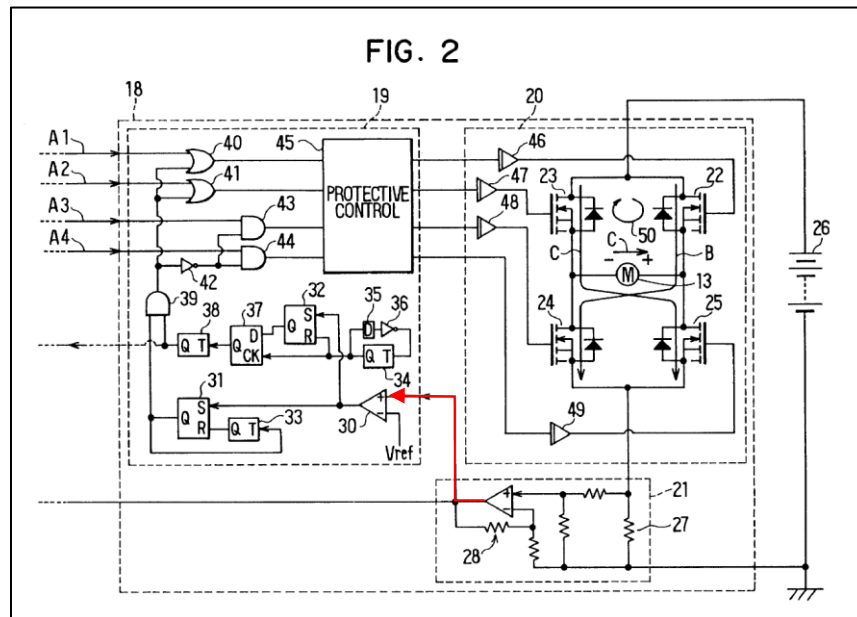 FIG. 2
18
19
20
A1
A2
A3
A4
40
41
43
44
42
45
PROTECTIVE
CONTROL
46
47
48
23
22
50
C
C
B
- +
M
13
26
39
38
Q T
37
D
Q
CK
32
S
Q
R
35
D
36
Q T
34
24
25
31
S
Q
R
33
Q T
+
-
30
Vref
49
21
+
-
28
27